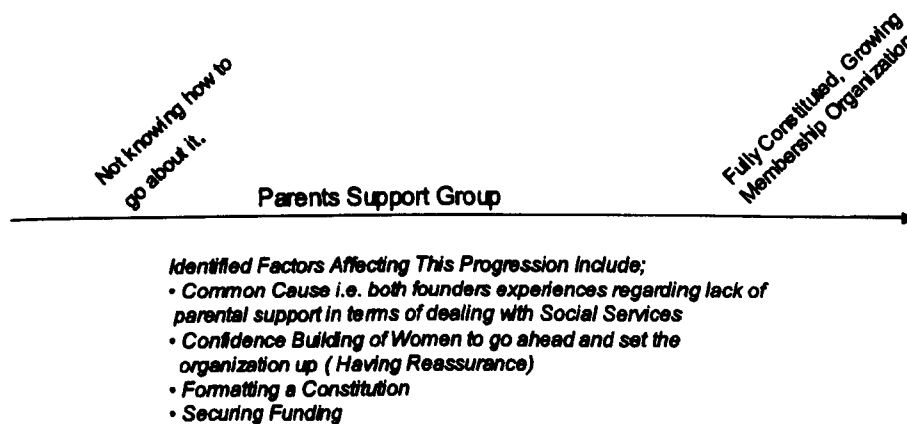 Not knowing how to
go about it.
Fully Constituted, Growing
Membership Organization
Parents Support Group
Identified Factors Affecting This Progression Include;
• Common Cause i.e. both founders experiences regarding lack of
parental support in terms of dealing with Social Services
• Confidence Building of Women to go ahead and set the
organization up ( Having Reassurance)
• Formatting a Constitution
• Securing Funding